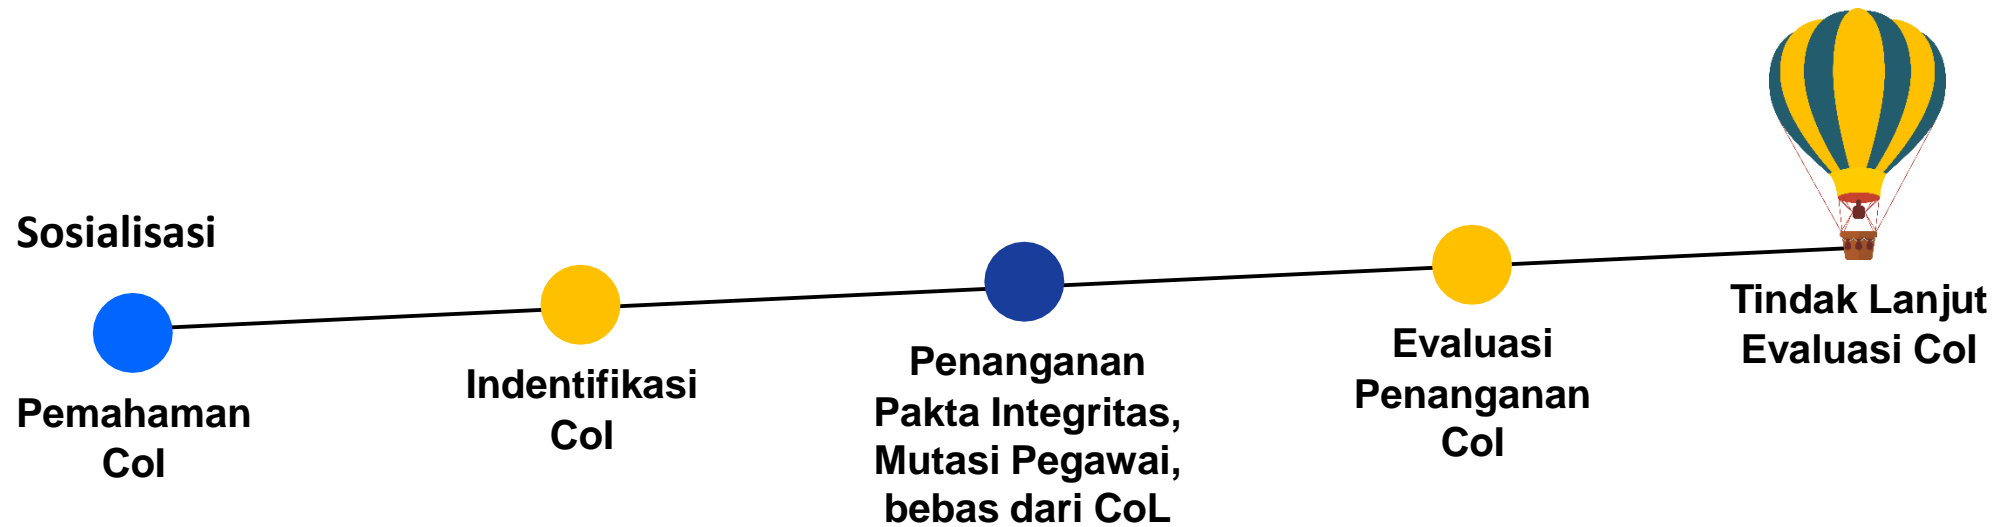 Sosialisasi
Pemahaman
CoI
Indentifikasi
CoI
Penanganan
Pakta Integritas,
Mutasi Pegawai,
bebas dari CoL
Evaluasi
Penanganan
CoI
Tindak Lanjut
Evaluasi CoI